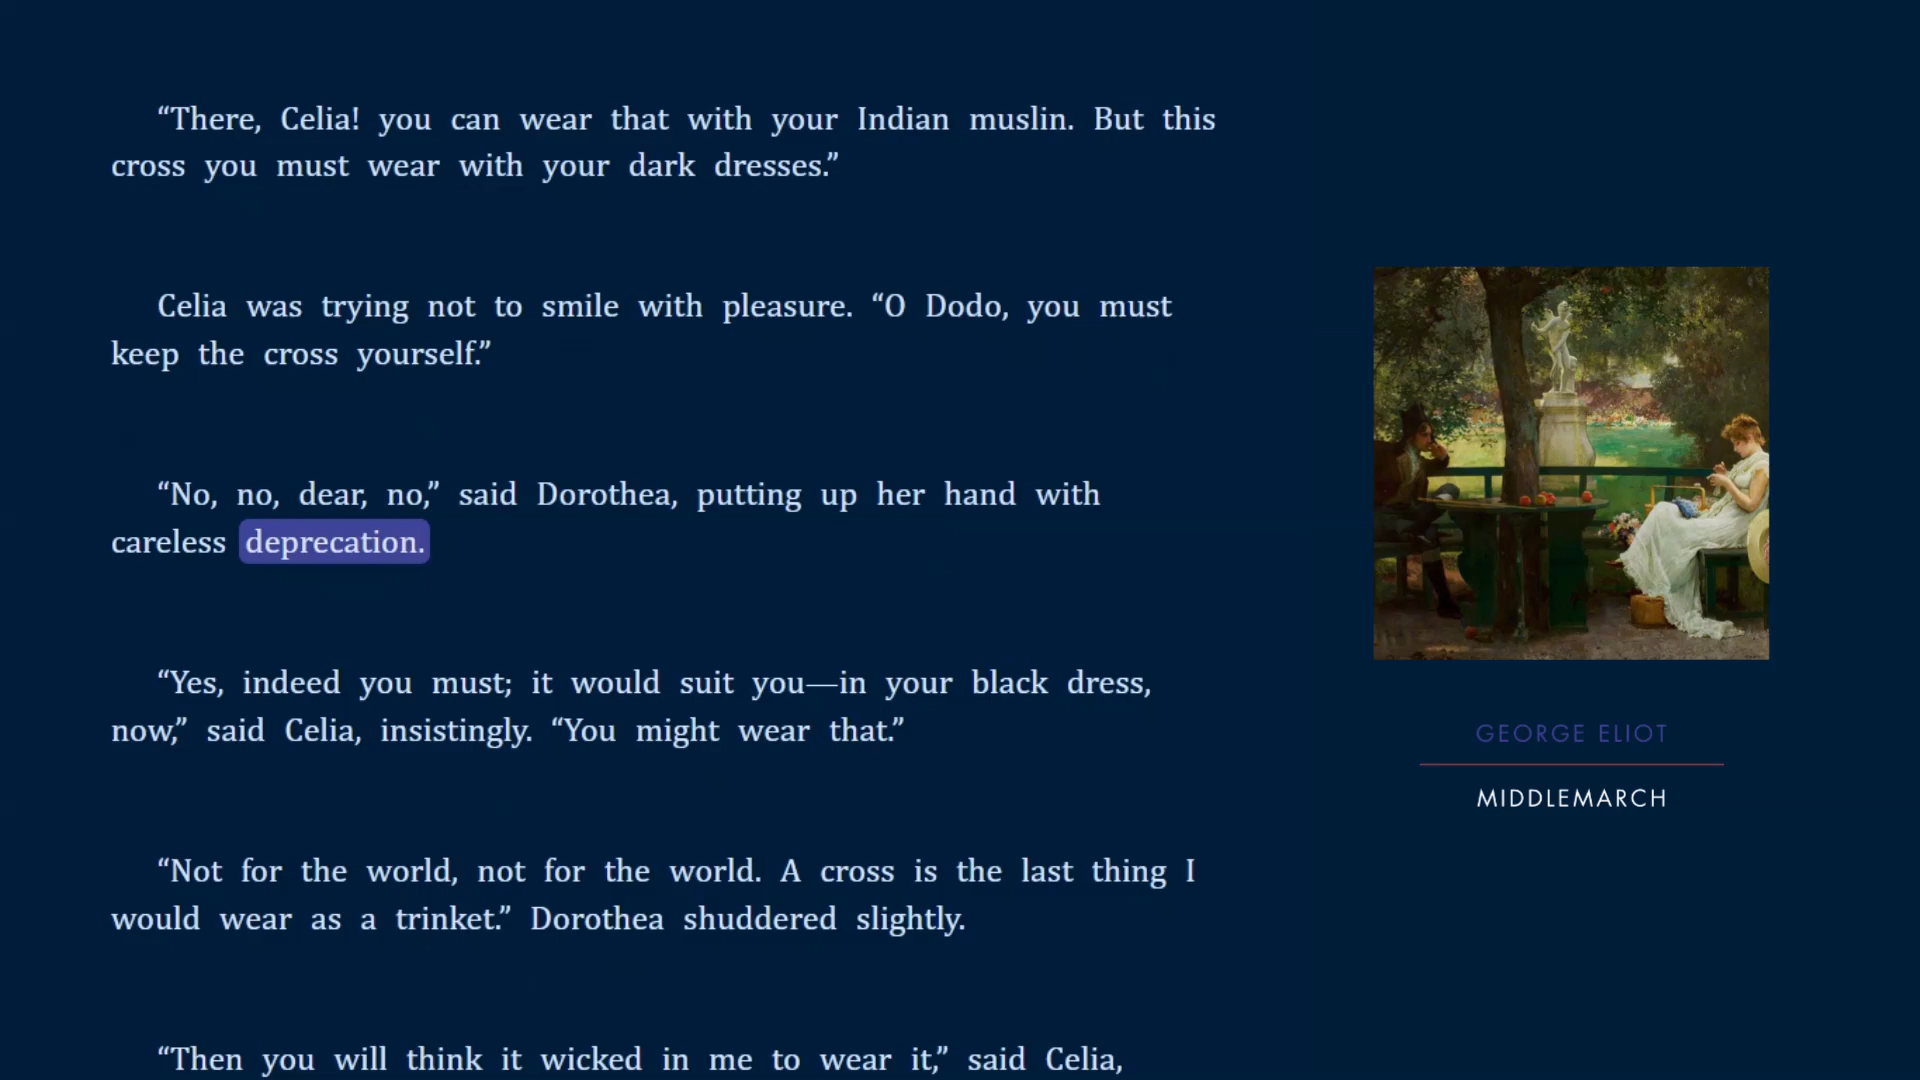 “There, Celia! you can wear that with your Indian muslin. But this
cross you must wear with your dark dresses.”
Celia was trying not to smile with pleasure. “O Dodo, you must
keep the cross yourself.”
“No, no, dear, no,” said Dorothea, putting up her hand with
careless deprecation.
“Yes, indeed you must; it would suit you—in your black dress,
now,” said Celia, insistingly. “You might wear that.”
“Not for the world, not for the world. A cross is the last thing I
would wear as a trinket.” Dorothea shuddered slightly.
“Then you will think it wicked in me to wear it,” said Celia,
GEORGE ELIOT
MIDDLEMARCH